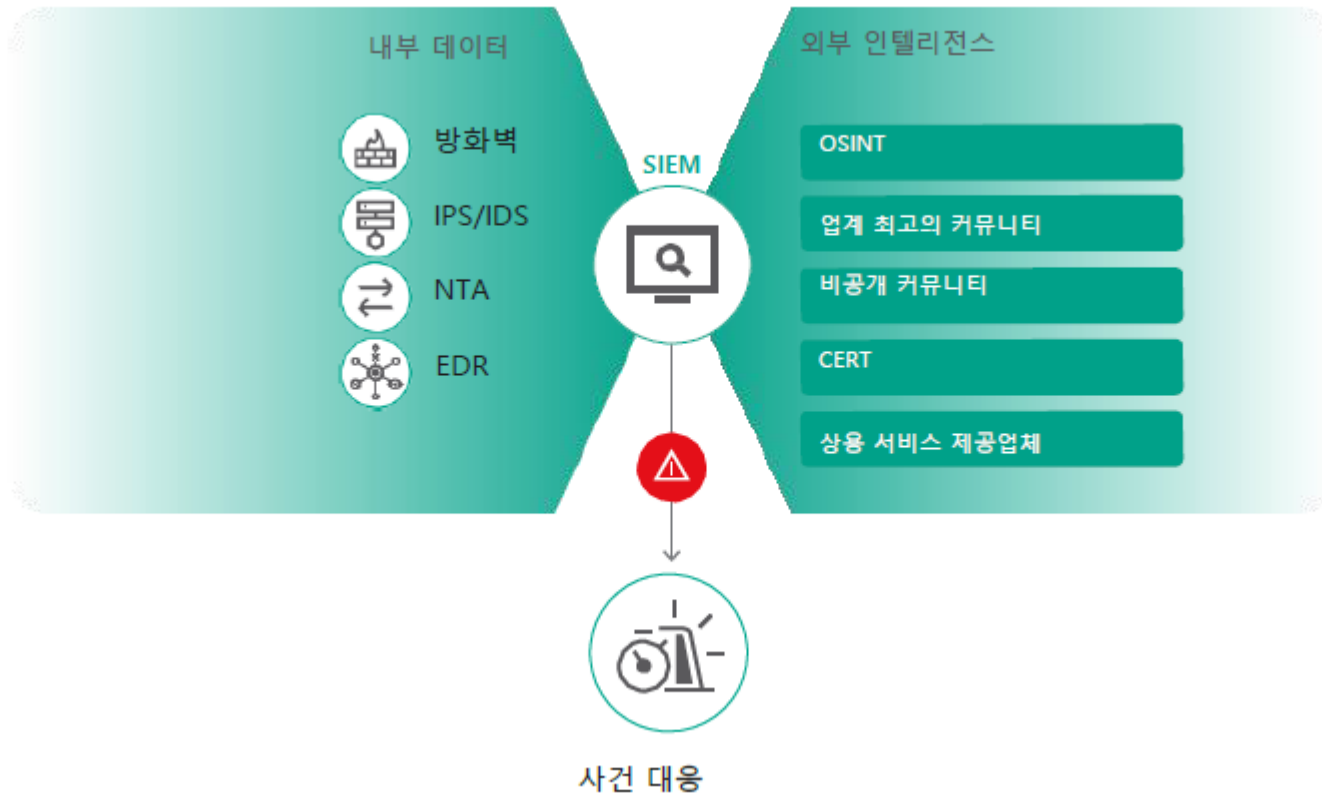 내부 데이터
방화벽
IPS/IDS
NTA
EDR
SIEM
외부 인텔리전스
OSINT
업계 최고의 커뮤니티
비공개 커뮤니티
CERT
상용 서비스 제공업체
사건 대응